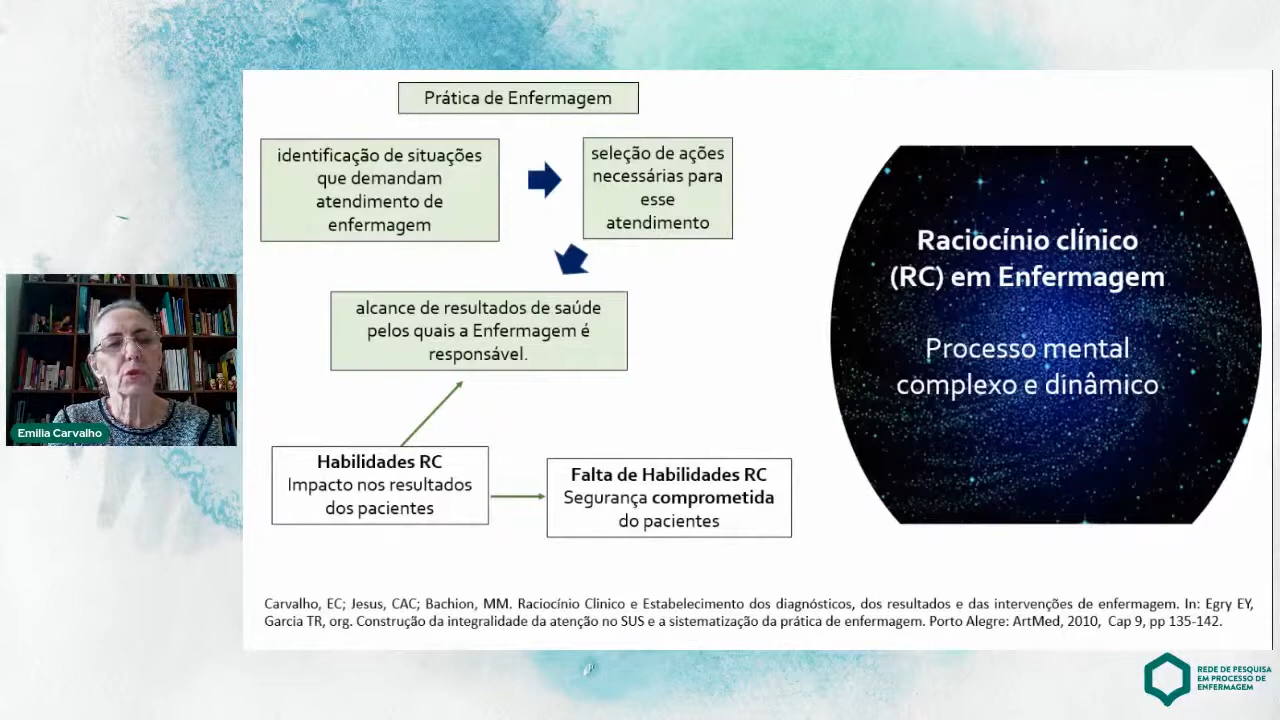 Prática de Enfermagem
identificação de situações
que demandam
atendimento de
enfermagem
seleção de ações
necessárias para
esse
atendimento
alcance de resultados de saúde
pelos quais a Enfermagem é
responsável.
Habilidades RC
Impacto nos resultados
dos pacientes
Falta de Habilidades RC
Segurança comprometida
do pacientes
Raciocínio clínico
(RC) em Enfermagem
Processo mental
complexo e dinâmico
Emilia Carvalho
Carvalho, EC; Jesus, CAC; Bachion, MM. Raciocínio Clinico e Estabelecimento dos diagnósticos, dos resultados e das intervenções de enfermagem. In: Egry EY,
Garcia TR, org. Construção da integralidade da atenção no SUS e a sistematização da prática de enfermagem. Porto Alegre: ArtMed, 2010, Cap 9, pp 135-142.
REDE DE PESQUISA
EM PROCESSO DE
ENFERMAGEM